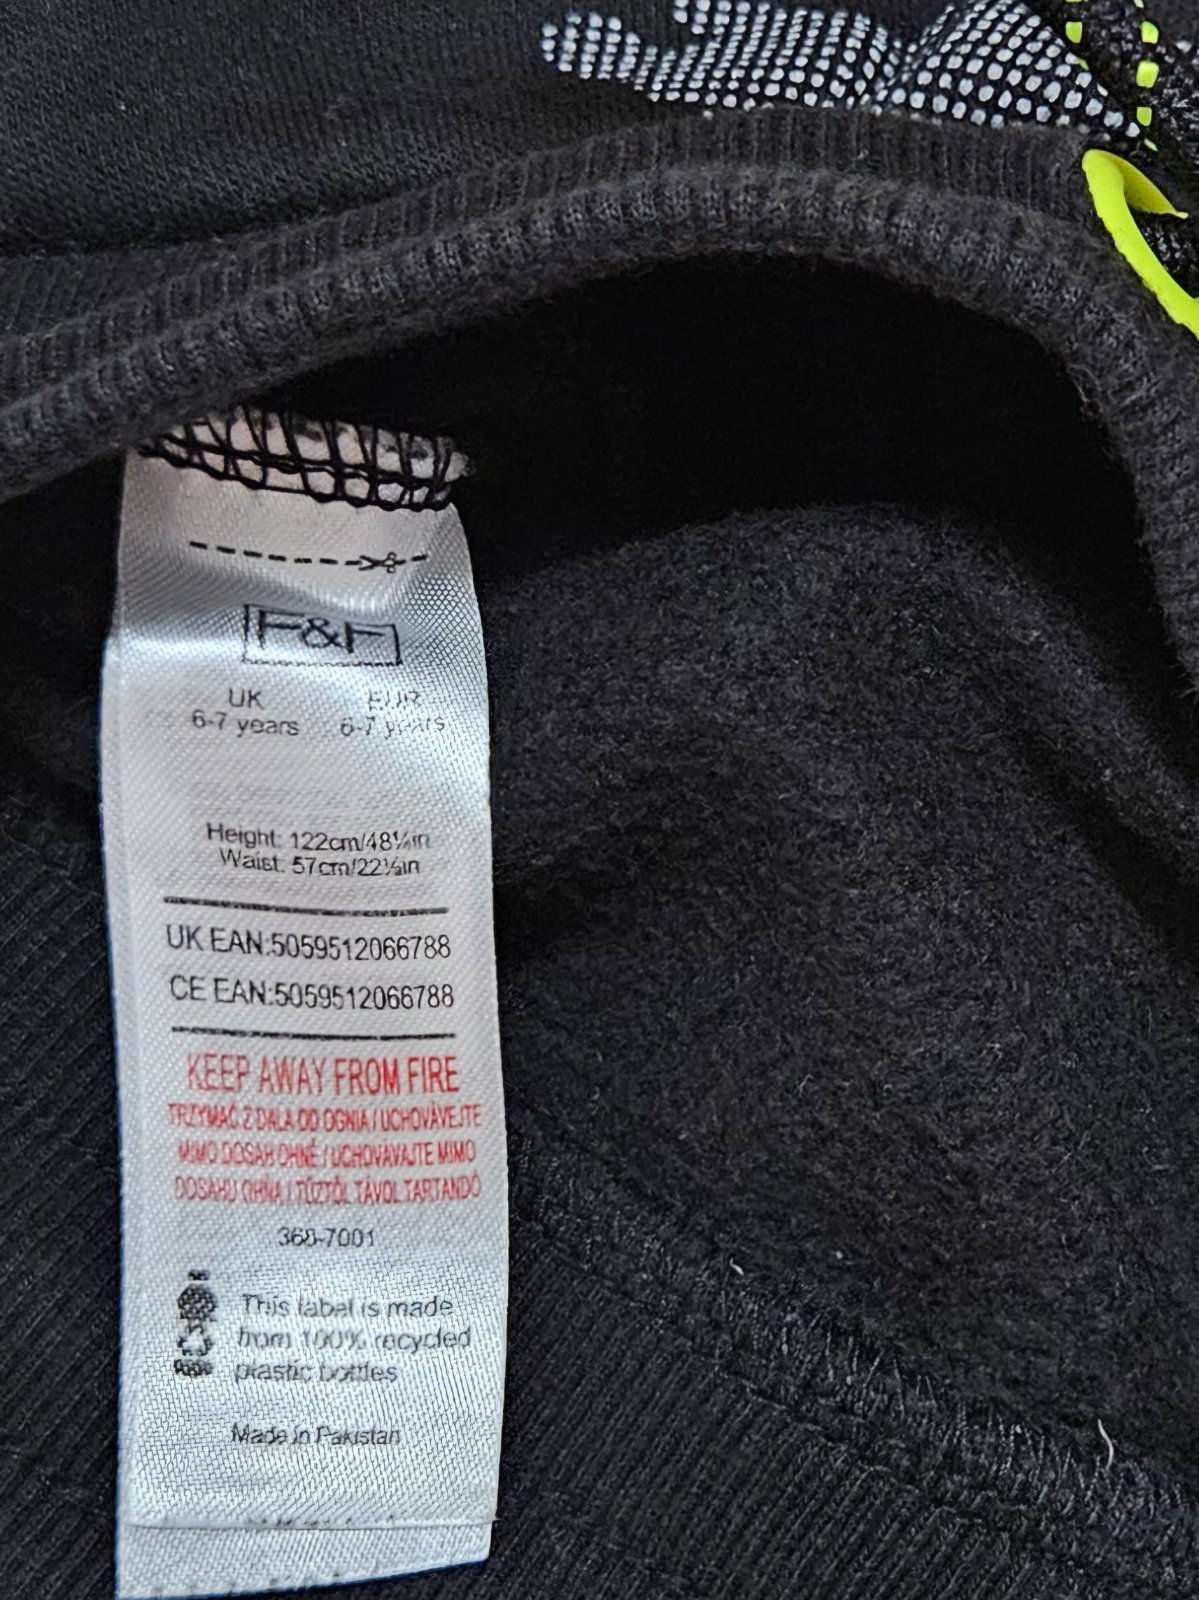 F&F
UK EUR
6-7 years 6-7 years
Height: 122cm/48¼in
Waist: 57cm/22½in
UK EAN:5059512066788
CE EAN:5059512066788
KEEP AWAY FROM FIRE
TRZYMAĆ Z DALA OD OGNIA / UCHOVÁVEJTE
MIMO DOSAH OHNĚ / UCHOVÁVAJTE MIMO
DOSAHU OHŇA / TŰZTŐL TÁVOL TARTANDÓ
368-7001
This label is made
from 100% recycled
plastic bottles
Made in Pakistan